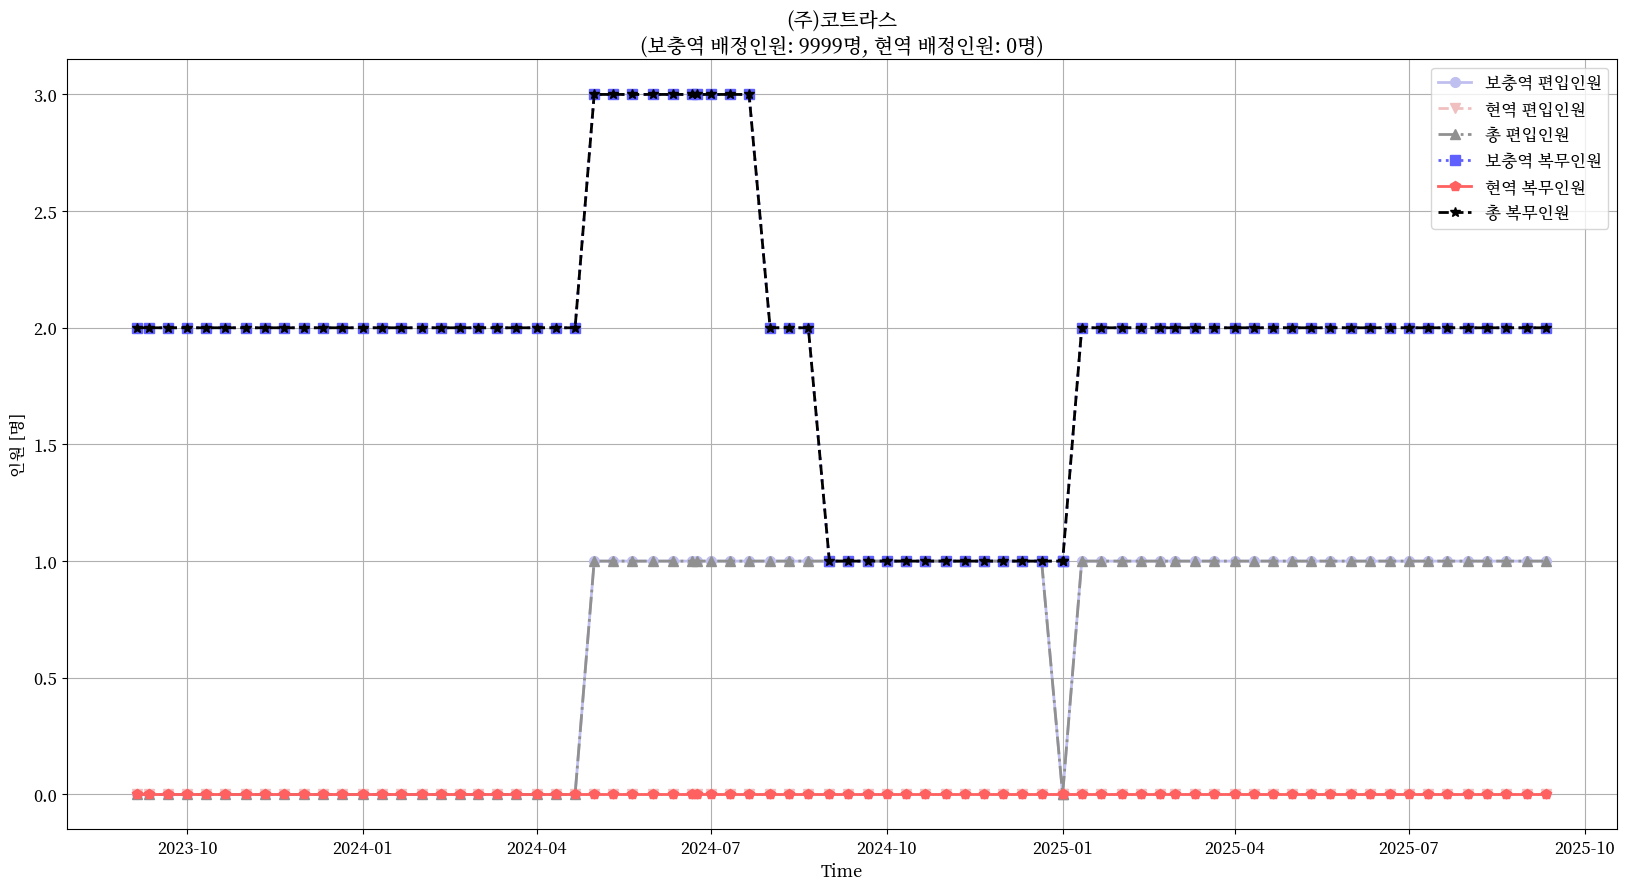 (주)코트라스
(보충역 배정인원: 9999명, 현역 배정인원: 0명)
보충역 편입인원
현역 편입인원
총 편입인원
보충역 복무인원
현역 복무인원
총 복무인원
인원 [명]
3.0
2.5
2.0
1.5
1.0
0.5
0.0
2023-10
2024-01
2024-04
2024-07
2024-10
2025-01
2025-04
2025-07
2025-10
Time